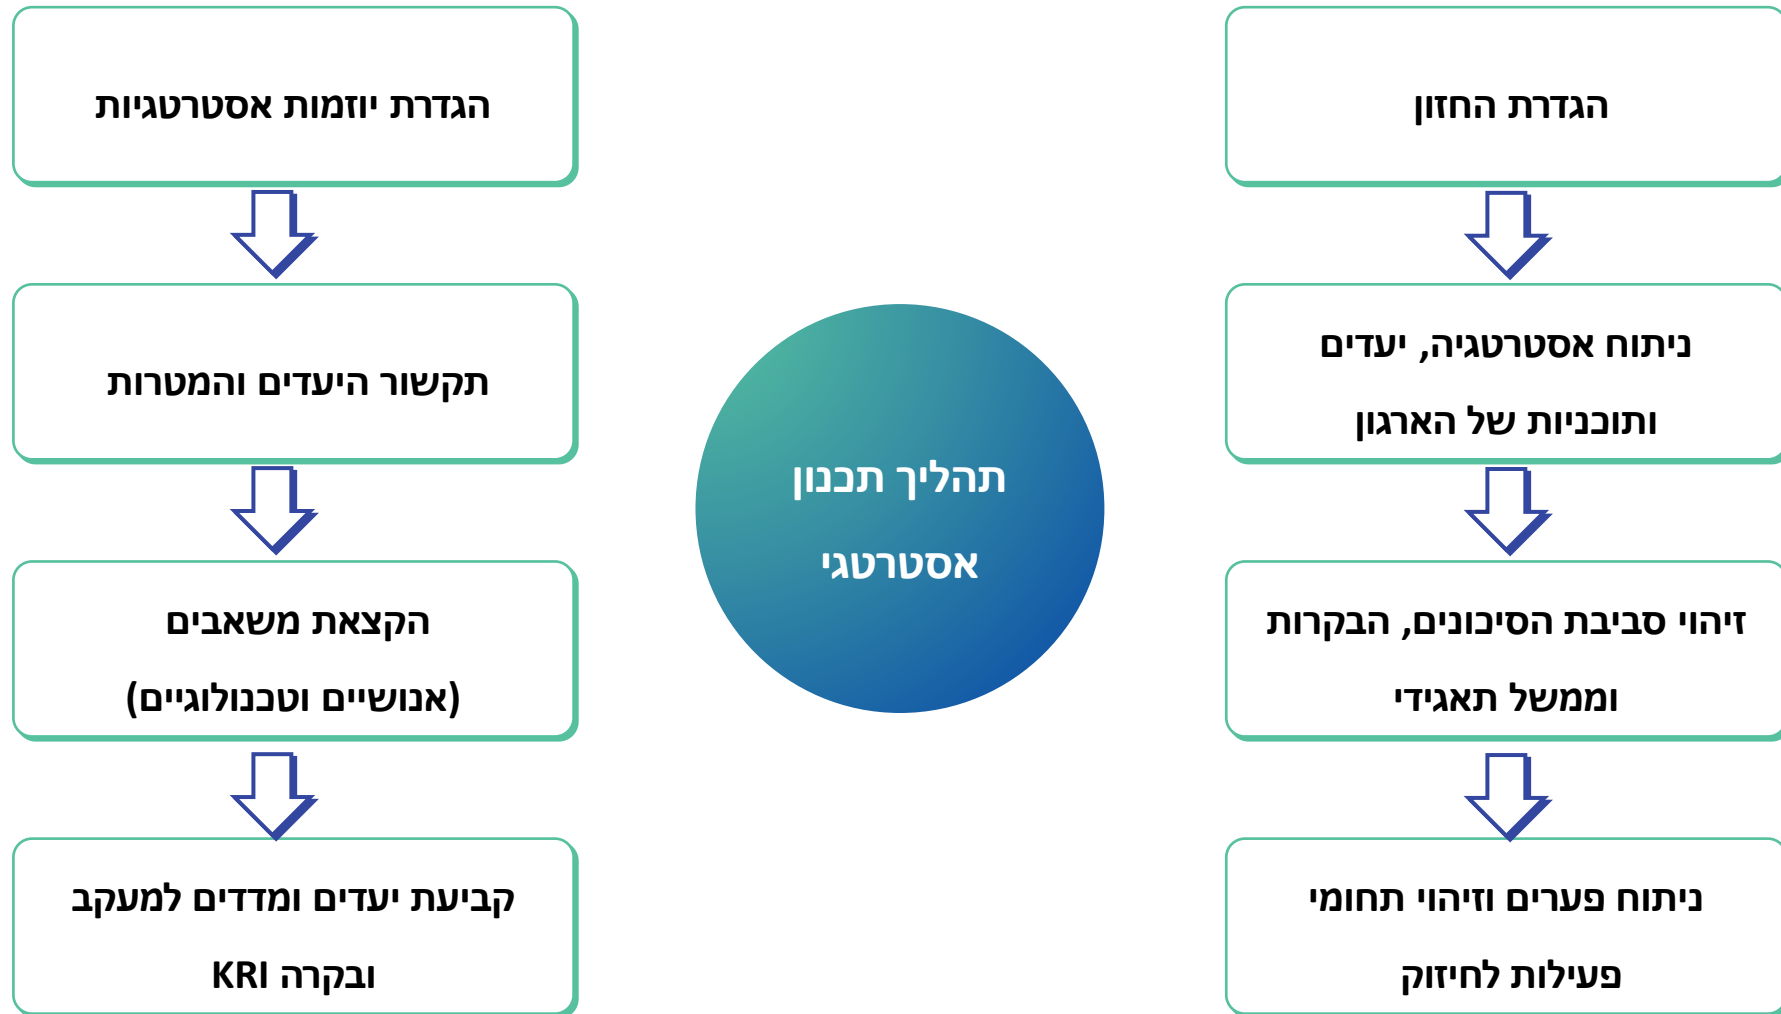 הגדרת החזון
ניתוח אסטרטגיה, יעדים
ותוכניות של הארגון
זיהוי סביבת הסיכונים, הבקרות
וממשל תאגידי
ניתוח פערים וזיהוי תחומי
פעילות לחיזוק
תהליך תכנון
אסטרטגי
הגדרת יוזמות אסטרטגיות
תקשור היעדים והמטרות
הקצאת משאבים
(אנושיים וטכנולוגיים)
קביעת יעדים ומדדים למעקב
ובקרה KRI